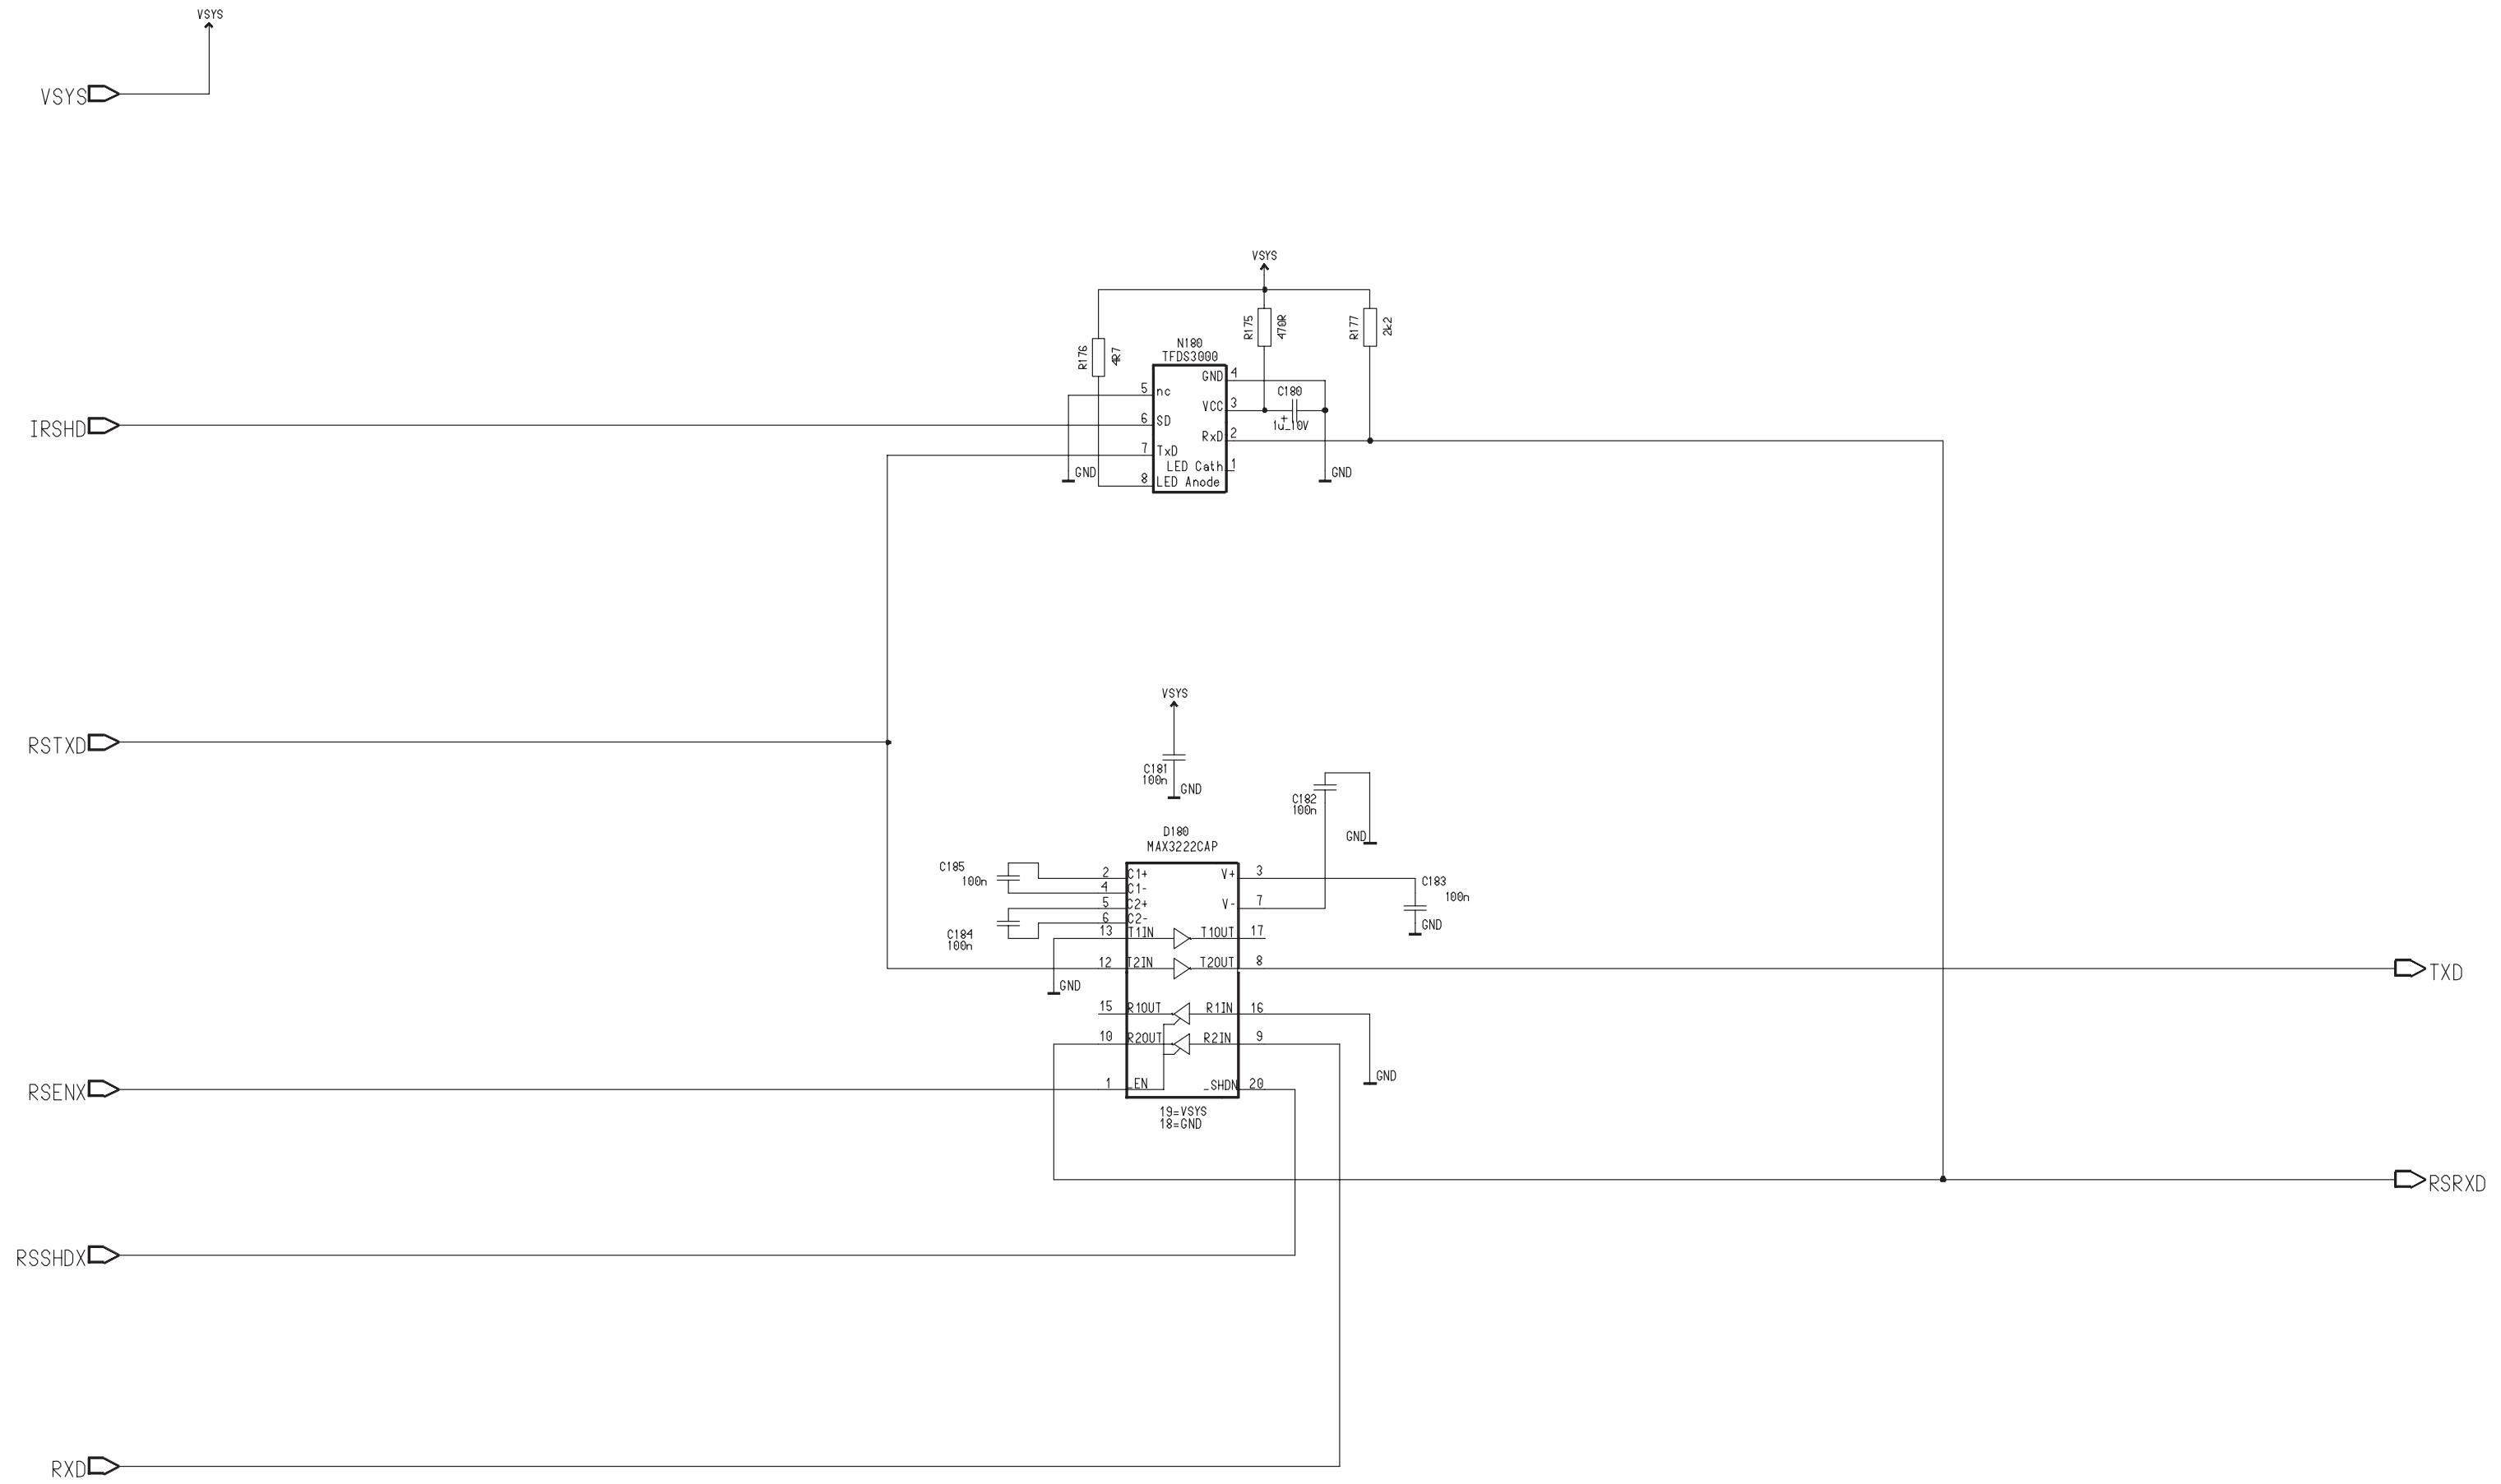 VSYS
VSYS
VSYS
R175
470R
R177
2k2
R176
4R7
N180
TFDS3000
GND
4
5
nc
C180
VCC
3
+
1u_10V
IRSHD
6
SD
RxD
2
7
TxD
LED Cath
1
GND
GND
8
LED Anode
VSYS
RSTXD
C181
100n
GND
C182
100n
GND
D180
MAX3222CAP
C185
100n
2
C1+
V+
3
C183
100n
4
C1-
5
C2+
V-
7
6
C2-
GND
C184
100n
13
T1IN
T1OUT
17
12
T2IN
T2OUT
8
TXD
GND
15
R1OUT
R1IN
16
10
R2OUT
R2IN
9
GND
RSENX
1
_EN
_SHDN
20
19=VSYS
18=GND
RSRXD
RSSHDX
RXD